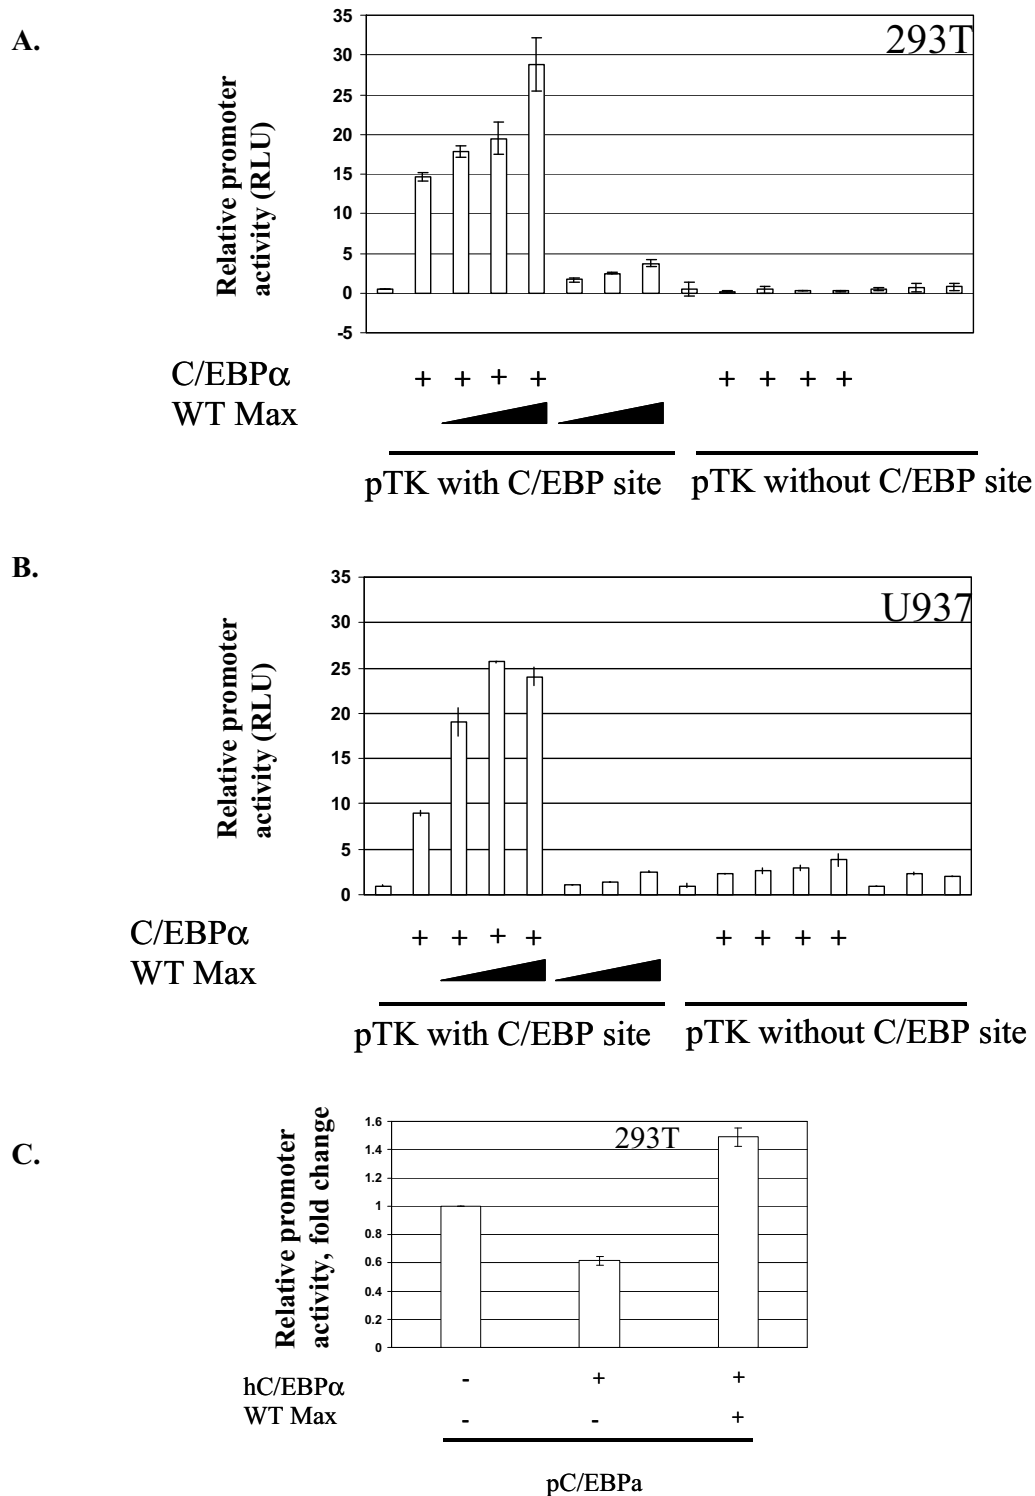 A.
293T
Relative promoter
activity (RLU)
35
30
25
20
15
10
5
0
-5
C/EBPα + + + + + + + +
WT Max
pTK with C/EBP site pTK without C/EBP site
B.
U937
Relative promoter
activity (RLU)
35
30
25
20
15
10
5
0
C/EBPα + + + + + + + +
WT Max
pTK with C/EBP site pTK without C/EBP site
C.
293T
Relative promoter
activity, fold change
1.6
1.4
1.2
1
0.8
0.6
0.4
0.2
0
hC/EBPα - + +
WT Max - - +
pC/EBPa